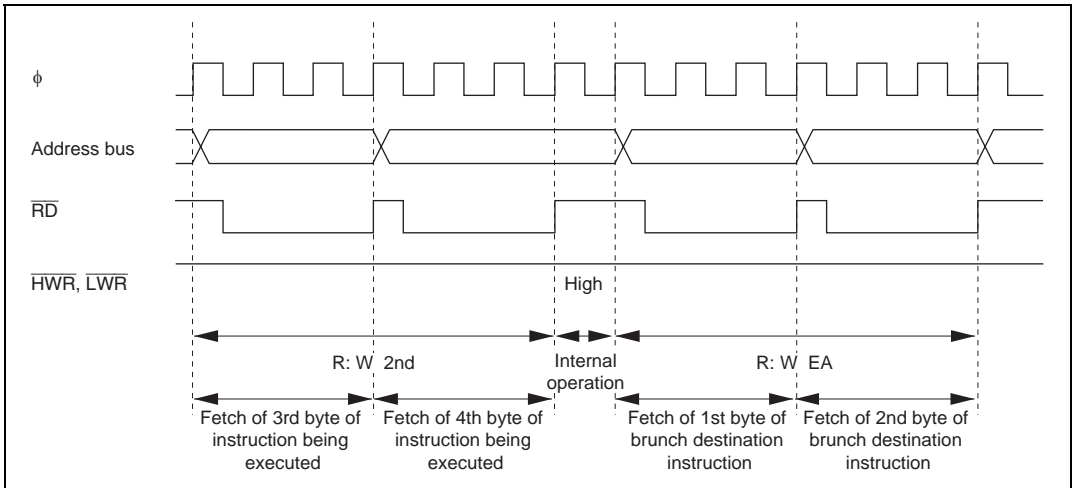 φ
Address bus
RD
HWR, LWR
High
R: W 2nd
Internal
operation
R: W EA
Fetch of 3rd byte of
instruction being
executed
Fetch of 4th byte of
instruction being
executed
Fetch of 1st byte of
brunch destination
instruction
Fetch of 2nd byte of
brunch destination
instruction